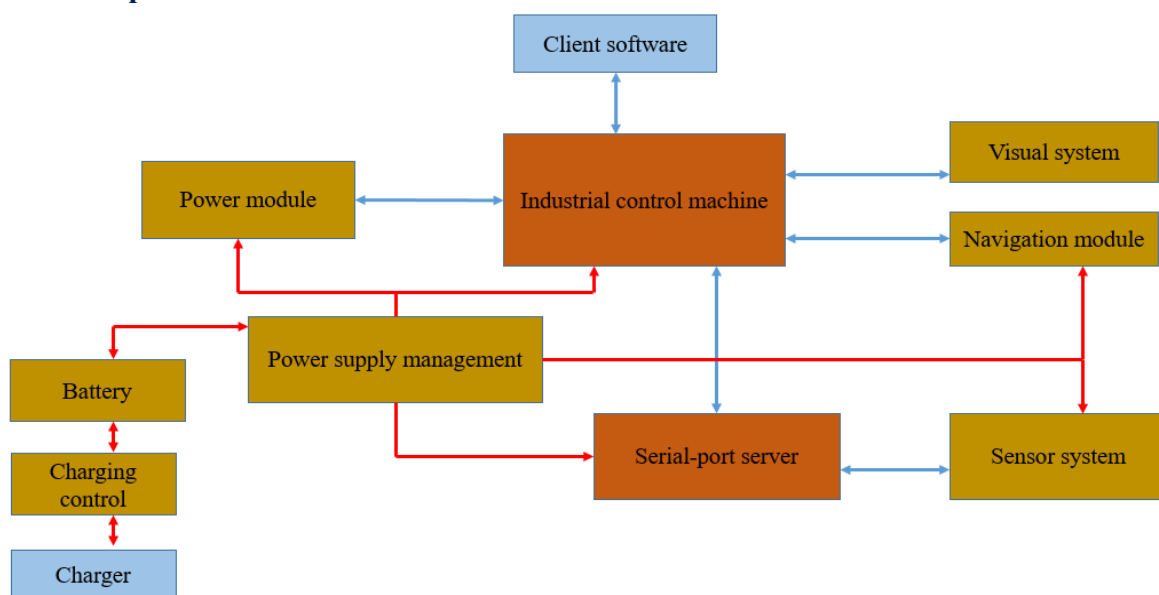 Client software
Visual system
Power module
Industrial control machine
Navigation module
Power supply management
Battery
Serial-port server
Sensor system
Charging
control
Charger